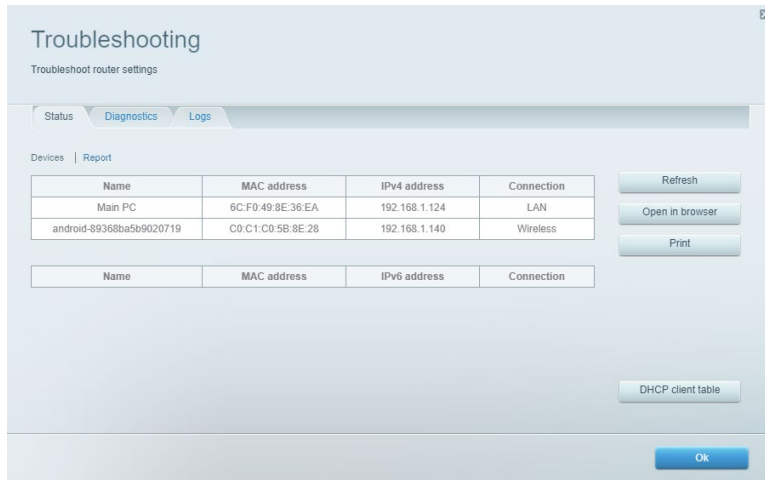 Troubleshooting
Troubleshoot router settings
Status Diagnostics Logs
Devices | Report
Name MAC address IPv4 address Connection
Main PC 6C:F0:49:8E:36:EA 192.168.1.124 LAN
android-89368ba5b9020719 C0:C1:C0:5B:8E:28 192.168.1.140 Wireless
Name MAC address IPv6 address Connection
Refresh
Open in browser
Print
DHCP client table
Ok